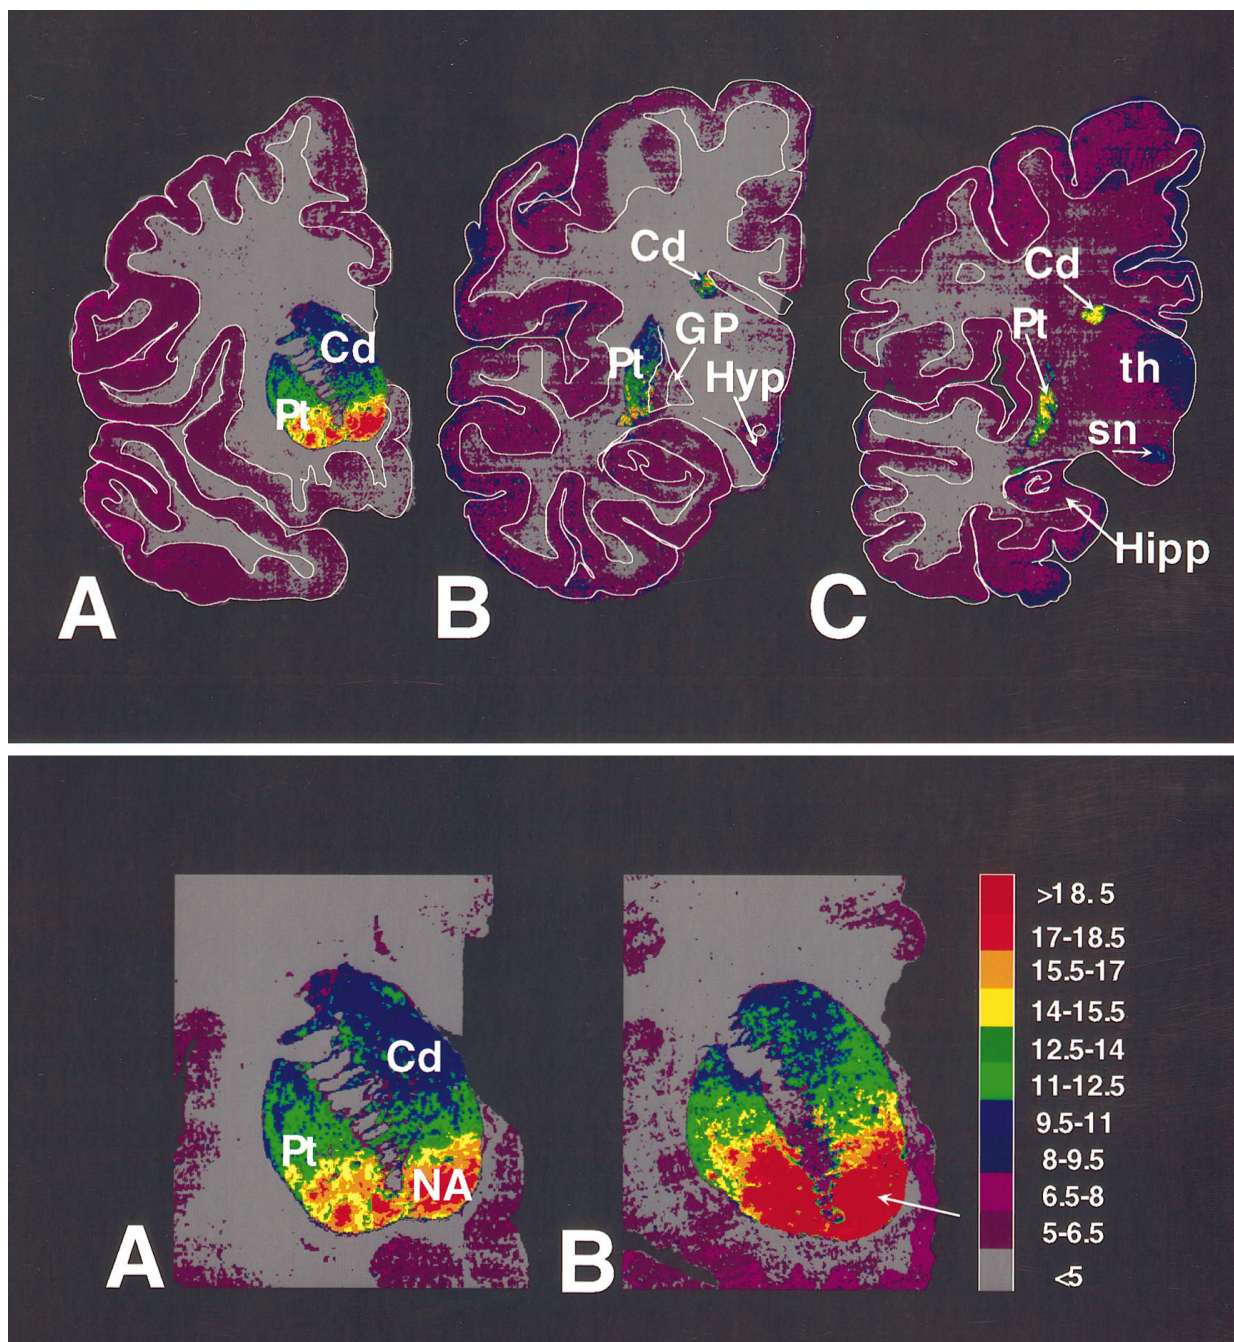 Cd
Pt
A
Cd
GP
Pt
Hyp
B
Cd
Pt
th
sn
Hipp
C
Cd
Pt
NA
A
B
>18.5
17-18.5
15.5-17
14-15.5
12.5-14
11-12.5
9.5-11
8-9.5
6.5-8
5-6.5
<5